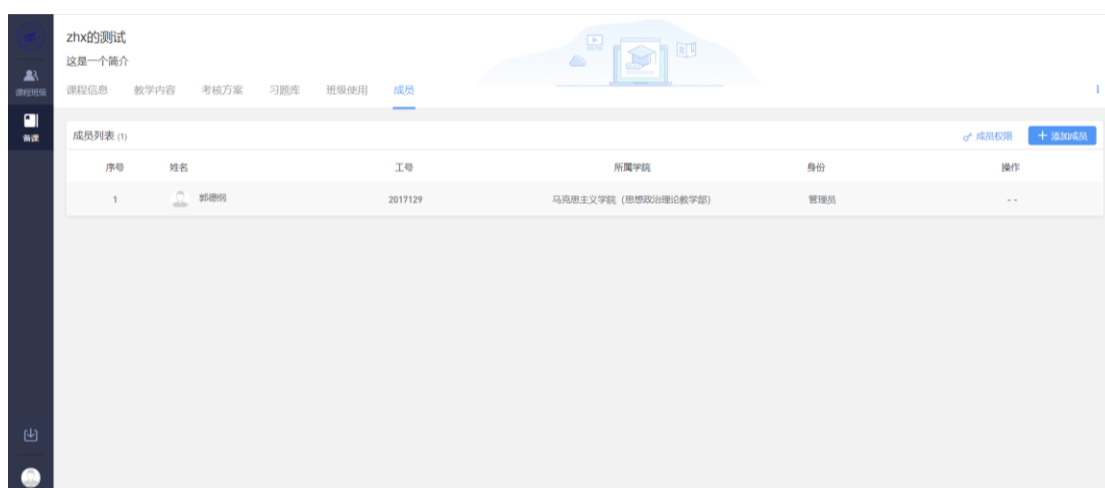 zhx的测试
这是一个简介
课程班级
课程信息 教学内容 考核方案 习题库 班级使用 成员
备课
成员列表 (1) 成员权限 + 添加成员
序号 姓名 工号 所属学院 身份 操作
1 郭德纲 2017129 马克思主义学院（思想政治理论教学部） 管理员 - -